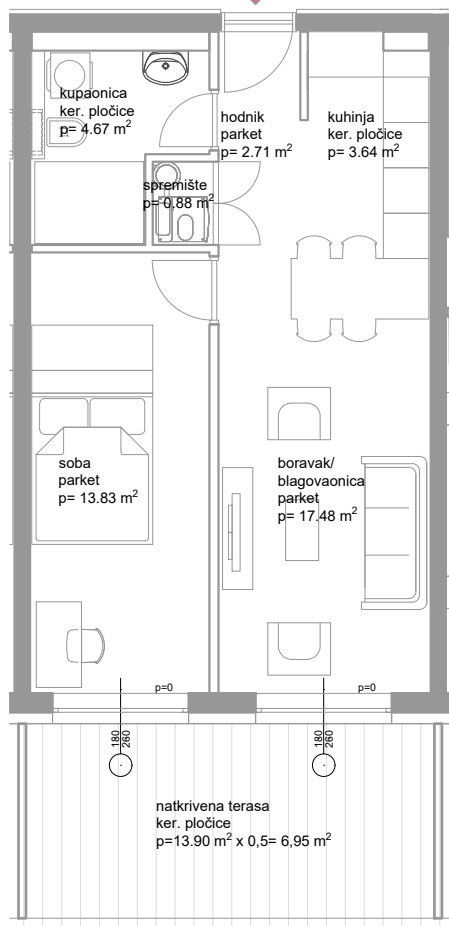 kupaonica
ker. pločice
p= 4.67 m²
hodnik
parket
p= 2.71 m²
kuhinja
ker. pločice
p= 3.64 m²
spremište
p= 0,88 m²
soba
parket
p= 13.83 m²
boravak/
blagovaonica
parket
p= 17.48 m²
p=0
p=0
180
260
180
260
natkrivena terasa
ker. pločice
p=13.90 m² x 0,5= 6,95 m²